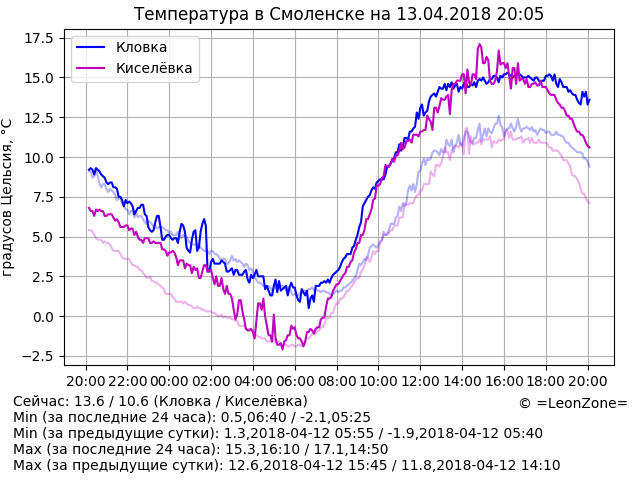 Температура в Смоленске на 13.04.2018 20:05
градусов Цельсия, °C
17.5
15.0
12.5
10.0
7.5
5.0
2.5
0.0
−2.5
Кловка
Киселёвка
20:00 22:00 00:00 02:00 04:00 06:00 08:00 10:00 12:00 14:00 16:00 18:00 20:00
Сейчас: 13.6 / 10.6 (Кловка / Киселёвка)
© =LeonZone=
Min (за последние 24 часа): 0.5,06:40 / -2.1,05:25
Min (за предыдущие сутки): 1.3,2018-04-12 05:55 / -1.9,2018-04-12 05:40
Max (за последние 24 часа): 15.3,16:10 / 17.1,14:50
Max (за предыдущие сутки): 12.6,2018-04-12 15:45 / 11.8,2018-04-12 14:10